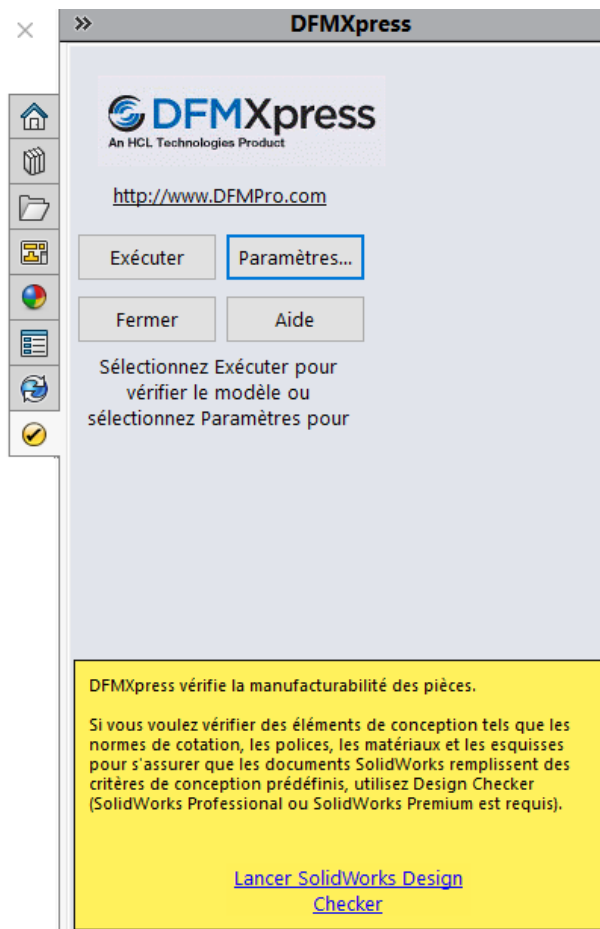 DFMXpress
DFMXpress
An HCL Technologies Product
http://www.DFMPro.com
Exécuter
Paramètres...
Fermer
Aide
Sélectionnez Exécuter pour
vérifier le modèle ou
sélectionnez Paramètres pour
DFMXpress vérifie la manufacturabilité des pièces.
Si vous voulez vérifier des éléments de conception tels que les
normes de cotation, les polices, les matériaux et les esquisses
pour s'assurer que les documents SolidWorks remplissent des
critères de conception prédéfinis, utilisez Design Checker
(SolidWorks Professional ou SolidWorks Premium est requis).
Lancer SolidWorks Design
Checker